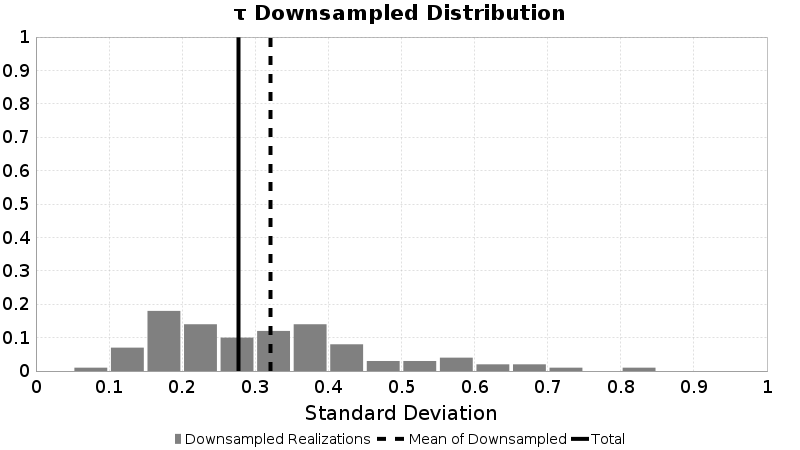 τ Downsampled Distribution
1
0.9
0.8
0.7
0.6
0.5
0.4
0.3
0.2
0.1
0
0 0.1 0.2 0.3 0.4 0.5 0.6 0.7 0.8 0.9 1
Standard Deviation
Downsampled Realizations Mean of Downsampled Total